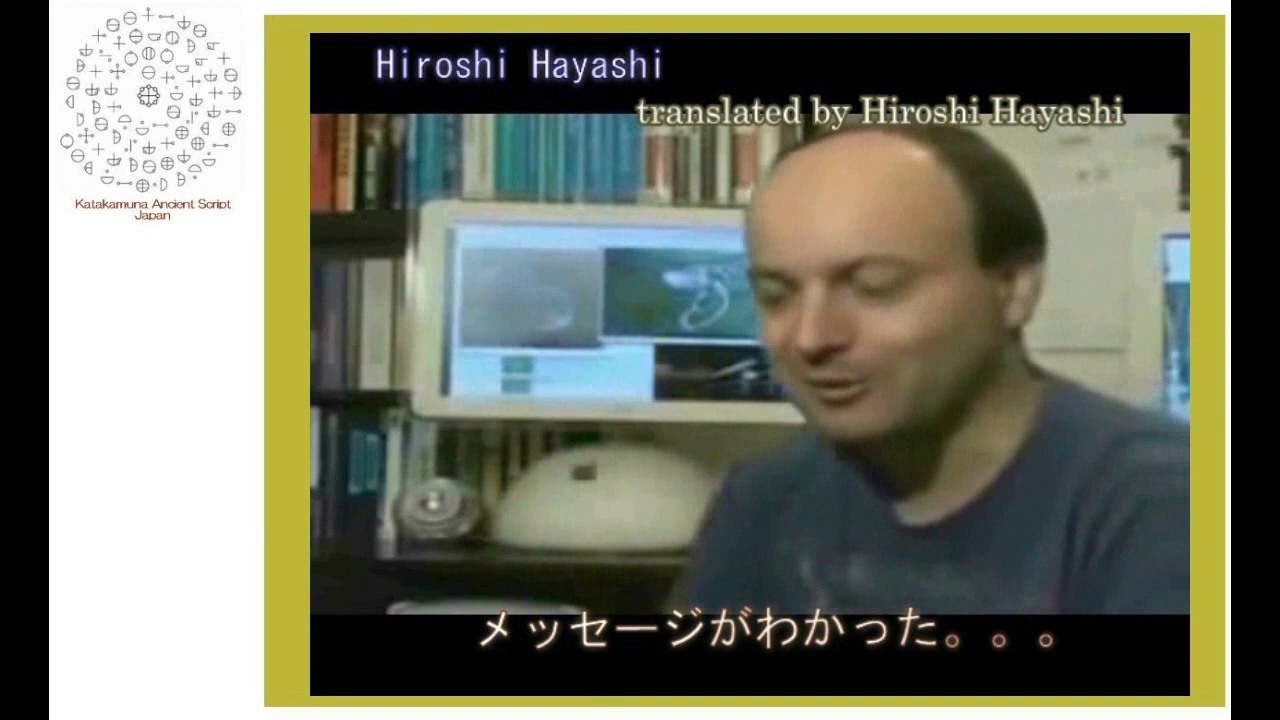 Katakamuna Ancient Script
Japan
Hiroshi Hayashi
translated by Hiroshi Hayashi
メッセージがわかった。。。